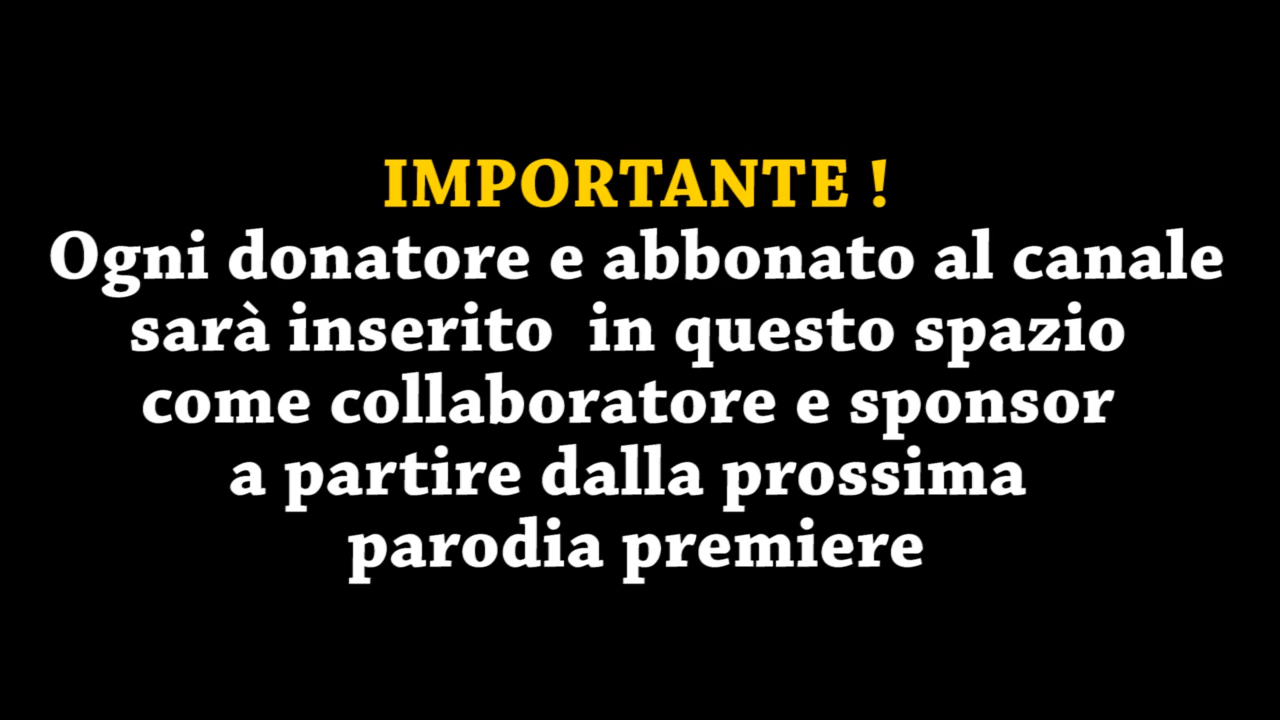 IMPORTANTE !
Ogni donatore e abbonato al canale
sarà inserito  in questo spazio
come collaboratore e sponsor
a partire dalla prossima
parodia premiere